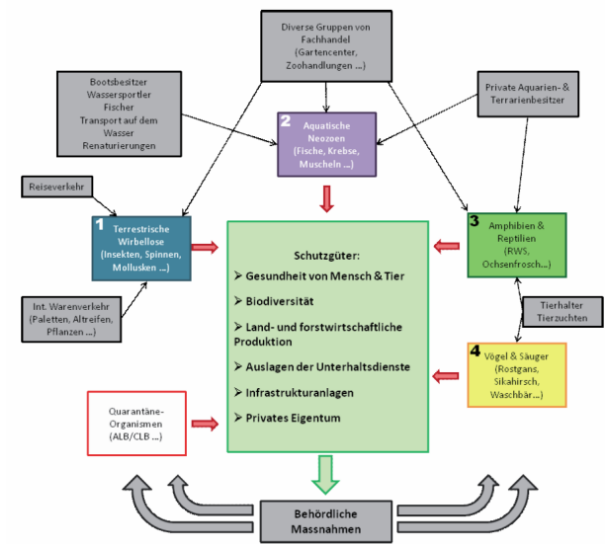 Diverse Gruppen von
Fachhandel
(Gartencenter,
Zoohandlungen ...)
Bootsbesitzer
Wassersportler
Fischer
Transport auf dem
Wasser
Renaturierungen
2
Aquatische
Neozoen
(Fische, Krebse,
Muscheln ...)
Private Aquarien- &
Terrarienbesitzer
Reiseverkehr
1
Terrestrische
Wirbellose
(Insekten, Spinnen,
Mollusken ...)
3
Amphibien &
Reptilien
(RWS,
Ochsenfrosch...)
Schutzgüter:
➢ Gesundheit von Mensch & Tier
➢ Biodiversität
➢ Land- und forstwirtschaftliche
Produktion
➢ Auslagen der Unterhaltsdienste
➢ Infrastrukturanlagen
➢ Privates Eigentum
Int. Warenverkehr
(Paletten, Altreifen,
Pflanzen ...)
Tierhalter
Tierzuchten
4
Vögel & Säuger
(Rostgans,
Sikahirsch,
Waschbär...)
Quarantäne-
Organismen
(ALB/CLB ...)
Behördliche
Massnahmen